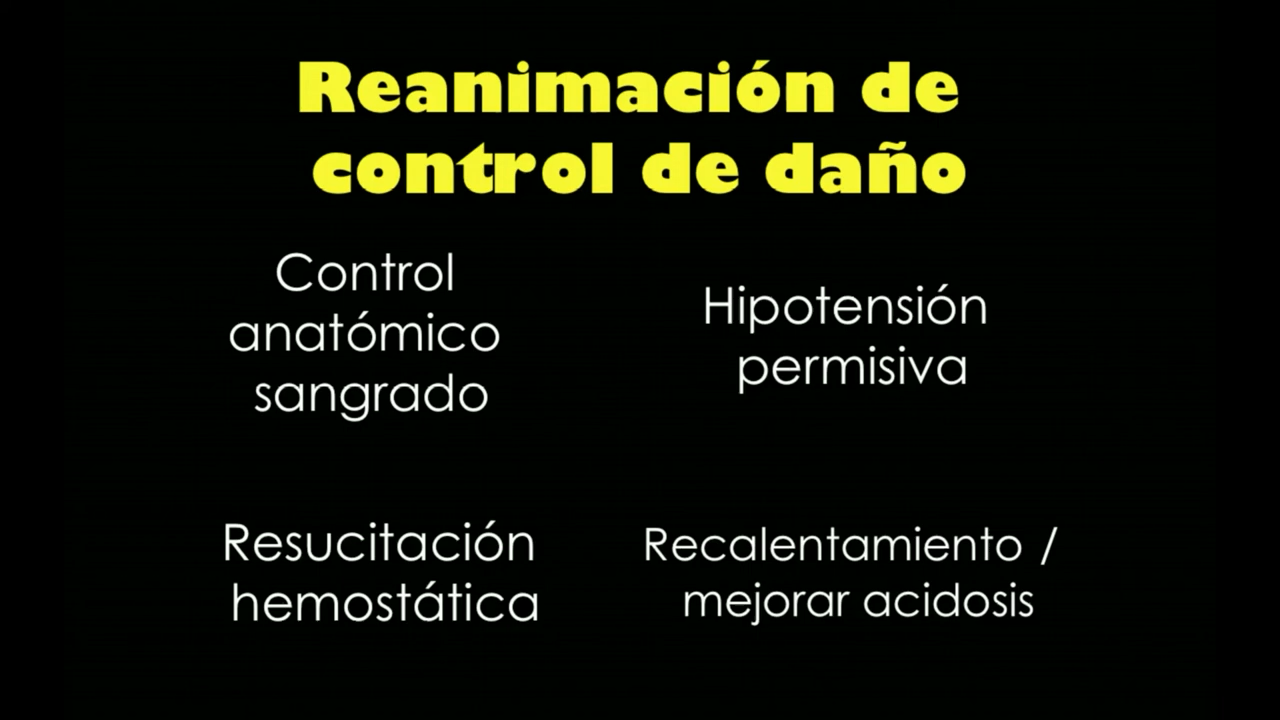 Reanimación de
control de daño
Control
anatómico
sangrado
Hipotensión
permisiva
Resucitación
hemostática
Recalentamiento /
mejorar acidosis